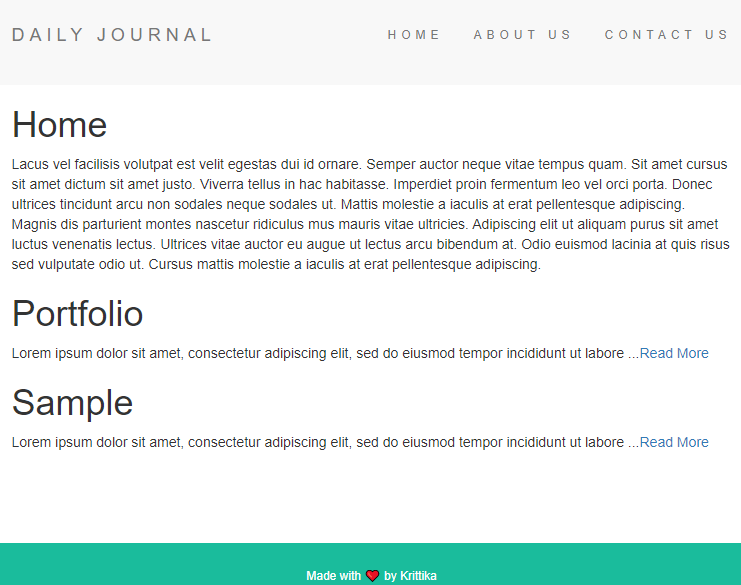 DAILY JOURNAL HOME ABOUT US CONTACT US
Home
Lacus vel facilisis volutpat est velit egestas dui id ornare. Semper auctor neque vitae tempus quam. Sit amet cursus
sit amet dictum sit amet justo. Viverra tellus in hac habitasse. Imperdiet proin fermentum leo vel orci porta. Donec
ultrices tincidunt arcu non sodales neque sodales ut. Mattis molestie a iaculis at erat pellentesque adipiscing.
Magnis dis parturient montes nascetur ridiculus mus mauris vitae ultricies. Adipiscing elit ut aliquam purus sit amet
luctus venenatis lectus. Ultrices vitae auctor eu augue ut lectus arcu bibendum at. Odio euismod lacinia at quis risus
sed vulputate odio ut. Cursus mattis molestie a iaculis at erat pellentesque adipiscing.
Portfolio
Lorem ipsum dolor sit amet, consectetur adipiscing elit, sed do eiusmod tempor incididunt ut labore ...Read More
Sample
Lorem ipsum dolor sit amet, consectetur adipiscing elit, sed do eiusmod tempor incididunt ut labore ...Read More
Made with ❤ by Krittika